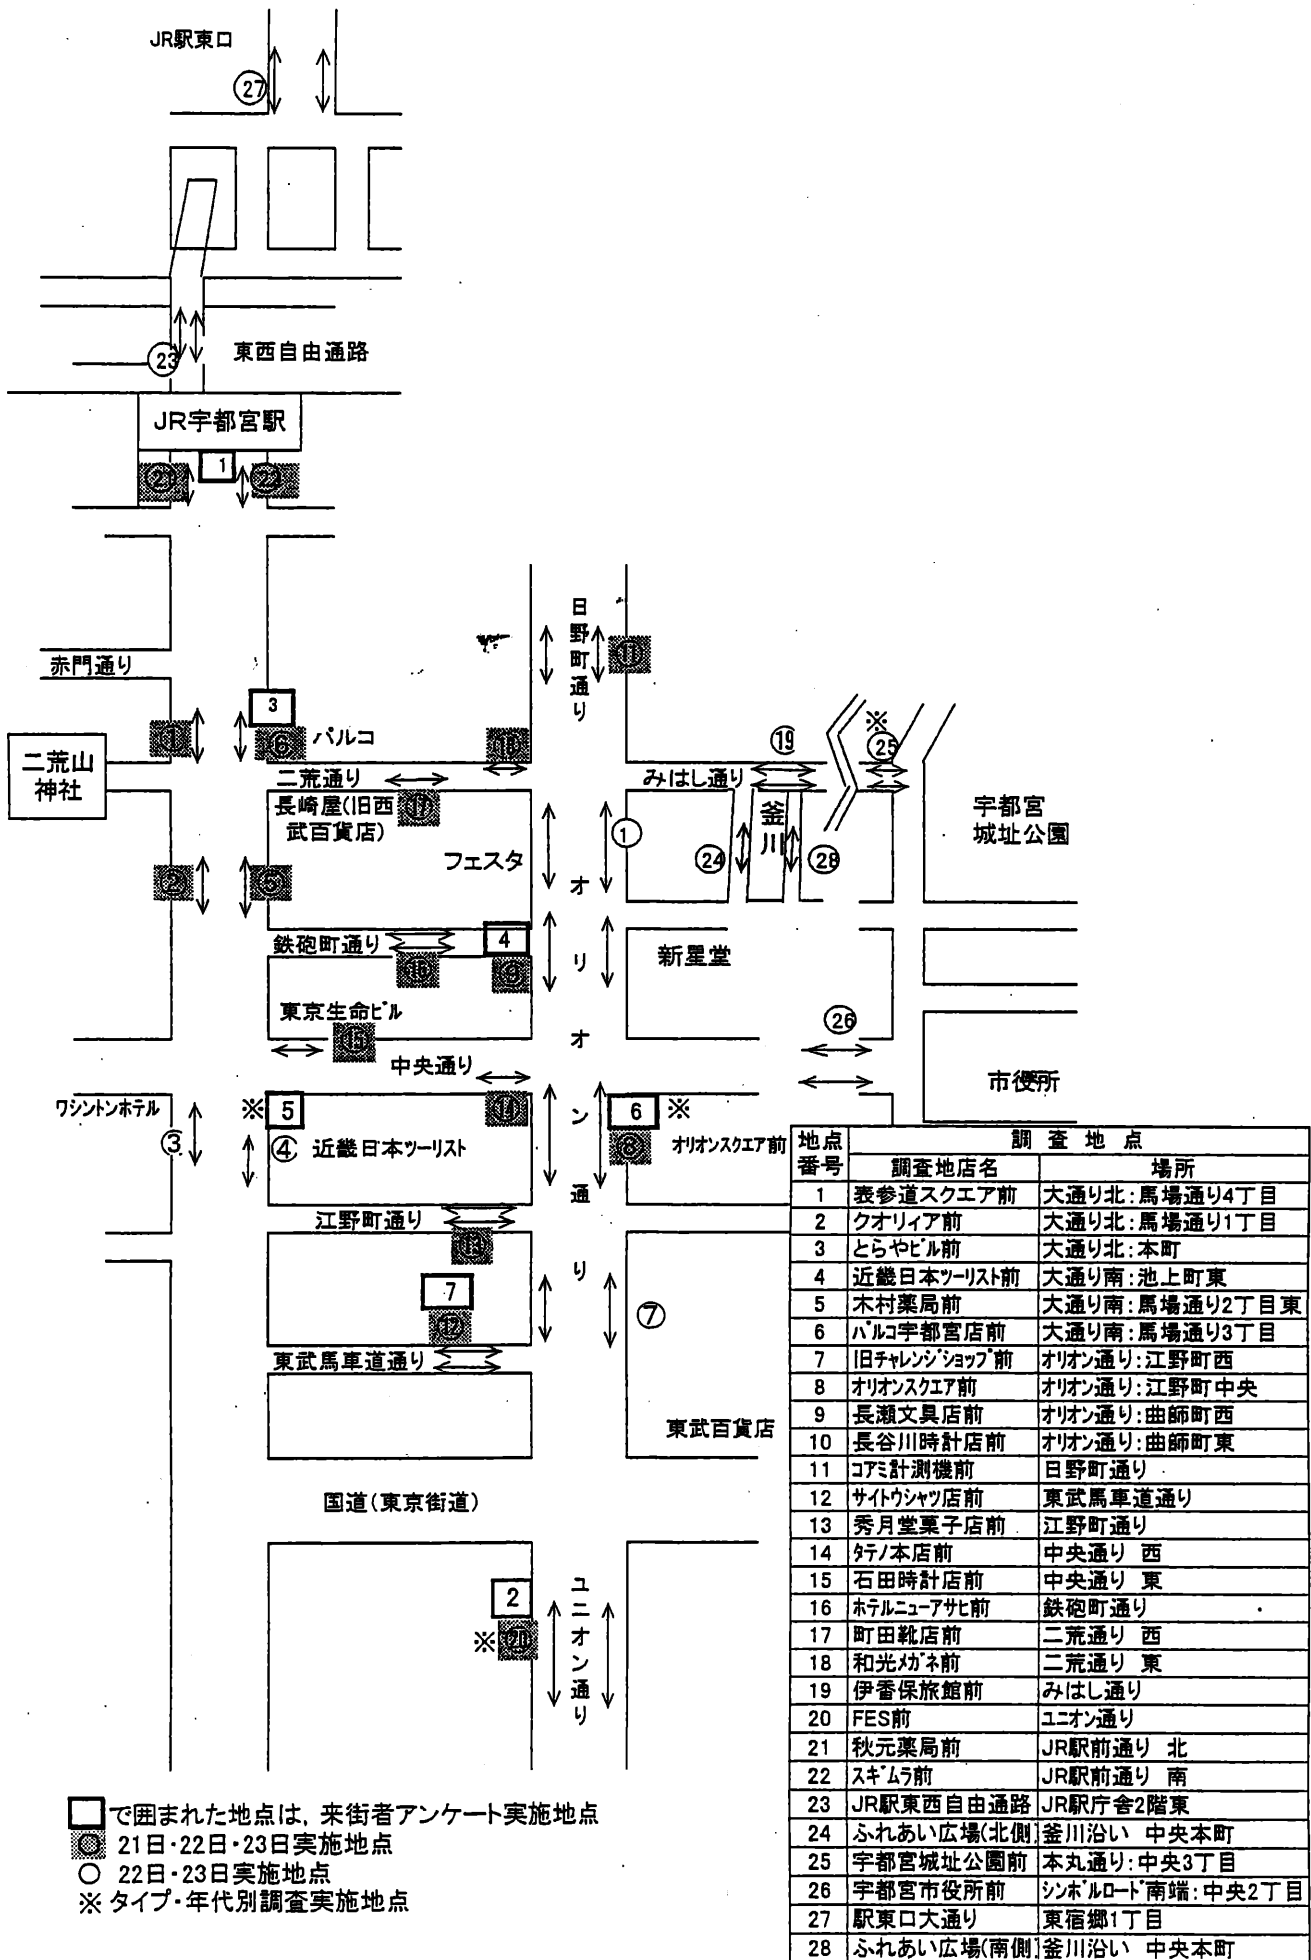 JR駅東口
27
23
東西自由通路
JR宇都宮駅
21
1
22
日野町通り
11
赤門通り
3
1
6
パルコ
18
19
※
25
二荒山
神社
二荒通り
みはし通り
長崎屋(旧西
武百貨店)
17
フェスタ
1
釜川
24
28
宇都宮
城址公園
2
5
オリオン通り
鉄砲町通り
4
16
9
新星堂
東京生命ビル
15
26
中央通り
市役所
ワシントンホテル
※
5
14
6
※
3
4
近畿日本ツーリスト
8
オリオンスクエア前
江野町通り
13
7
12
7
東武馬車道通り
東武百貨店
国道(東京街道)
2
ユニオン通り
※
20
地点番号 調査地点
調査地店名 場所
1 表参道スクエア前 大通り北:馬場通り4丁目
2 クオリィア前 大通り北:馬場通り1丁目
3 とらやビル前 大通り北:本町
4 近畿日本ツーリスト前 大通り南:池上町東
5 木村薬局前 大通り南:馬場通り2丁目東
6 パルコ宇都宮店前 大通り南:馬場通り3丁目
7 旧チャレンジショップ前 オリオン通り:江野町西
8 オリオンスクエア前 オリオン通り:江野町中央
9 長瀬文具店前 オリオン通り:曲師町西
10 長谷川時計店前 オリオン通り:曲師町東
11 コアミ計測機前 日野町通り
12 サイトウシャツ店前 東武馬車道通り
13 秀月堂菓子店前 江野町通り
14 タテノ本店前 中央通り 西
15 石田時計店前 中央通り 東
16 ホテルニューアサヒ前 鉄砲町通り
17 町田靴店前 二荒通り 西
18 和光メガネ前 二荒通り 東
19 伊香保旅館前 みはし通り
20 FES前 ユニオン通り
21 秋元薬局前 JR駅前通り 北
22 スギムラ前 JR駅前通り 南
23 JR駅東西自由通路 JR駅庁舎2階東
24 ふれあい広場(北側) 釜川沿い 中央本町
25 宇都宮城址公園前 本丸通り:中央3丁目
26 宇都宮市役所前 シンボルロード南端:中央2丁目
27 駅東口大通り 東宿郷1丁目
28 ふれあい広場(南側) 釜川沿い 中央本町
で囲まれた地点は,来街者アンケート実施地点
21日・22日・23日実施地点
○ 22日・23日実施地点
※ タイプ・年代別調査実施地点